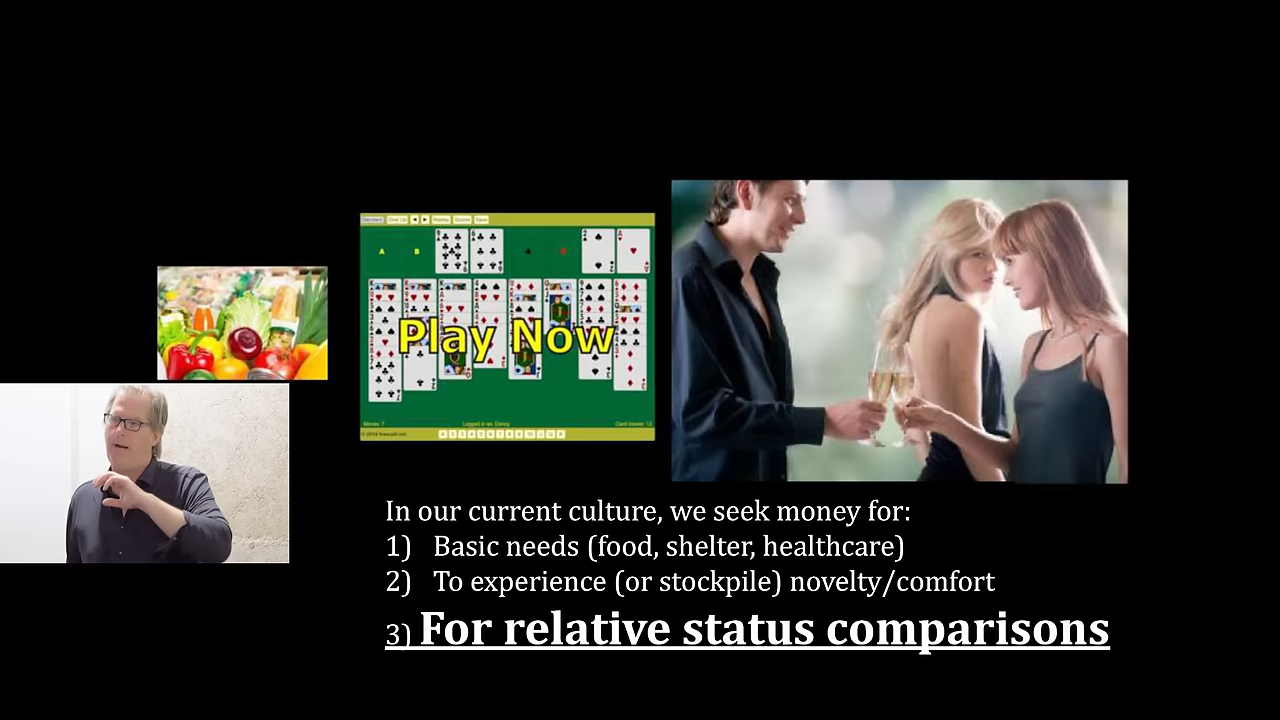 A B
Play Now
In our current culture, we seek money for:
1) Basic needs (food, shelter, healthcare)
2) To experience (or stockpile) novelty/comfort
3) For relative status comparisons